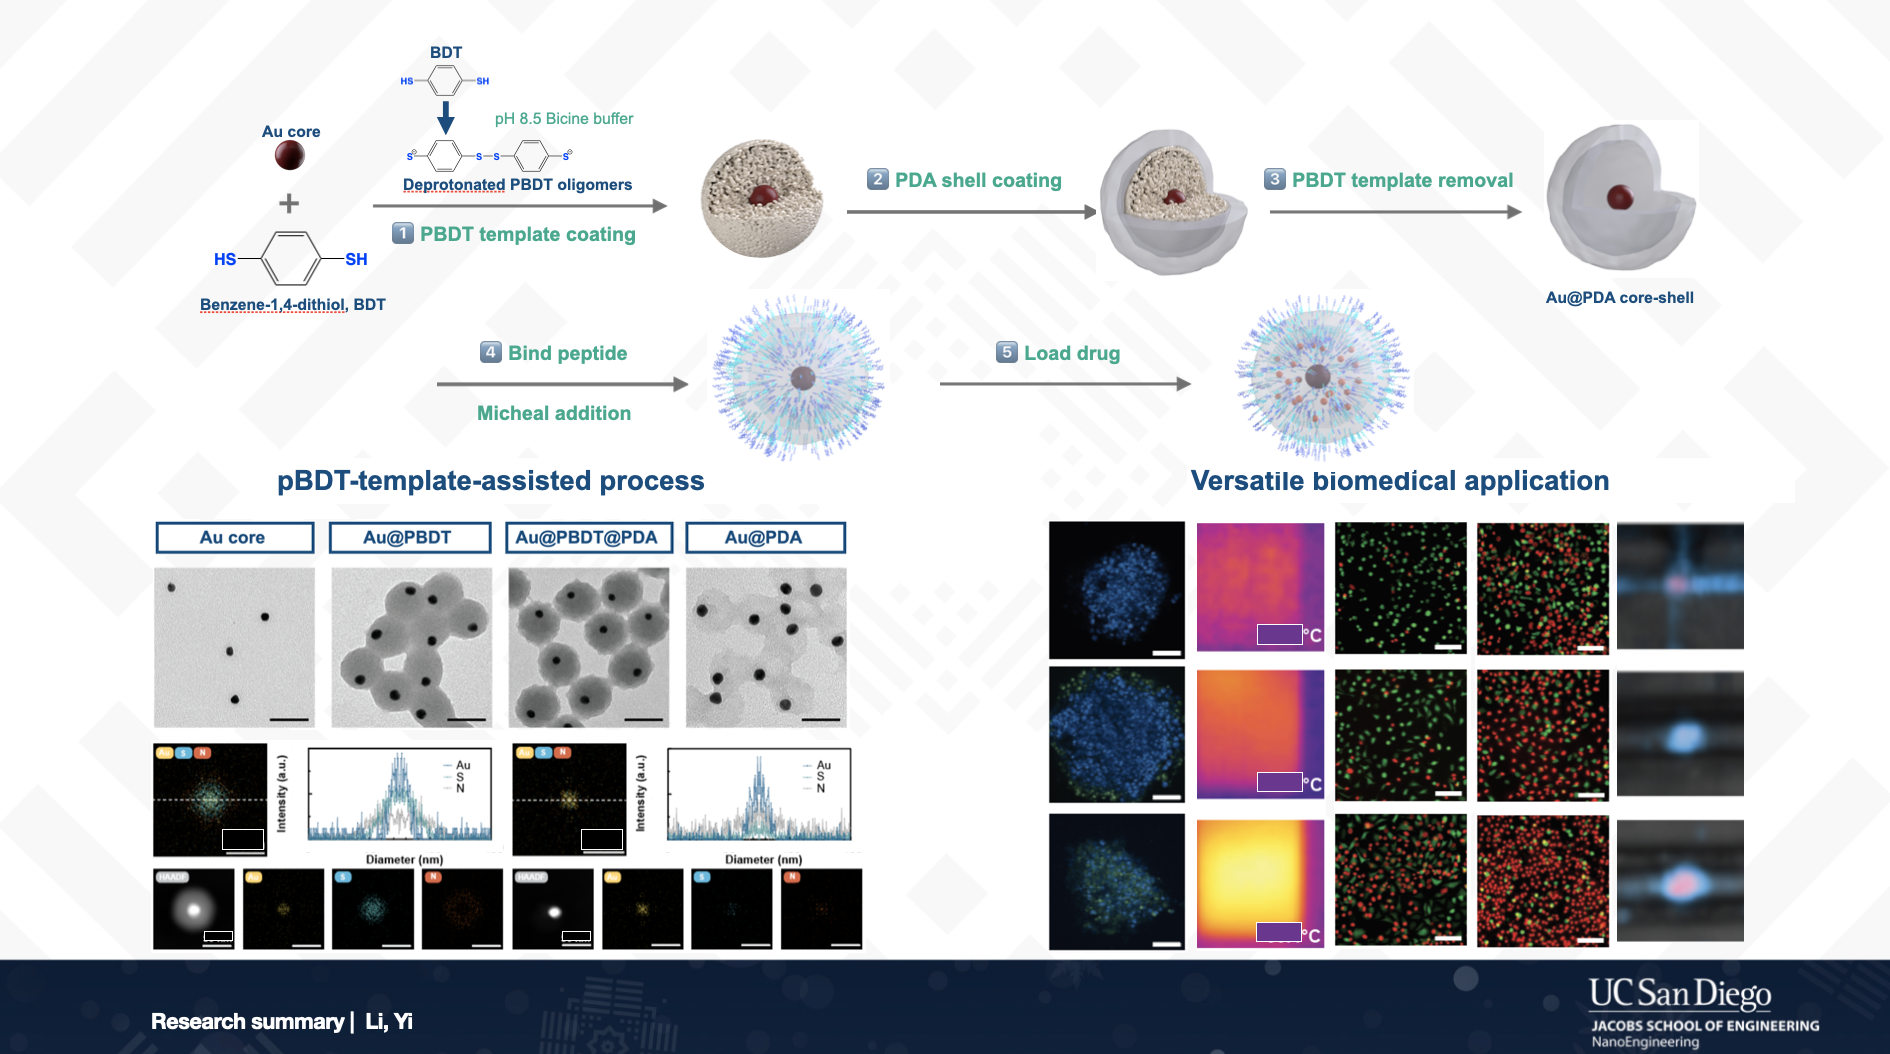 BDT
HS SH
pH 8.5 Bicine buffer
Au core
S⊖ S S S⊖
Deprotonated PBDT oligomers
+
1 PBDT template coating
HS SH
Benzene-1,4-dithiol, BDT
2 PDA shell coating
3 PBDT template removal
Au@PDA core-shell
4 Bind peptide
Micheal addition
5 Load drug
pBDT-template-assisted process
Versatile biomedical application
Au core
Au@PBDT
Au@PBDT@PDA
Au@PDA
Au S N
Intensity (a.u.)
Au
S
N
Diameter (nm)
Au S N
Intensity (a.u.)
Au
S
N
Diameter (nm)
HAADF
Au
S
N
HAADF
Au
S
N
°C
°C
°C
Research summary | Li, Yi
UC San Diego
JACOBS SCHOOL OF ENGINEERING
NanoEngineering